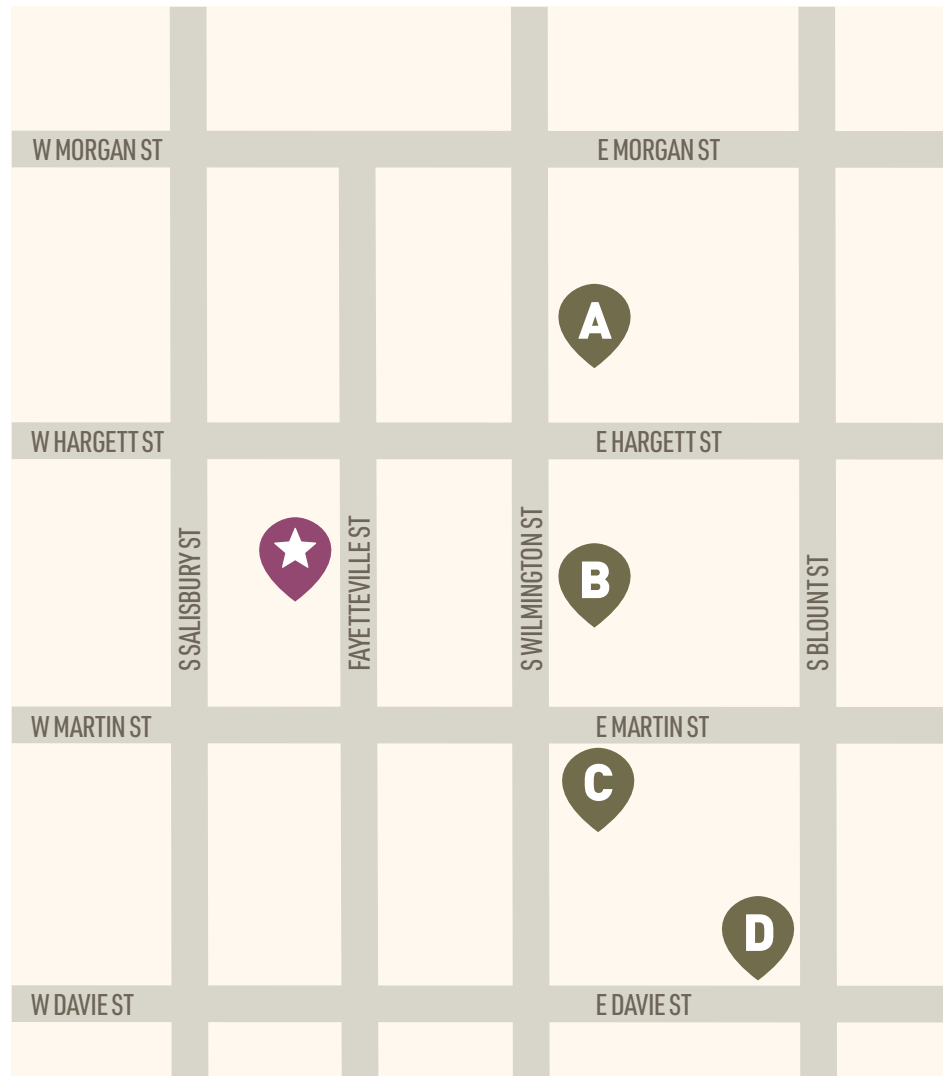 W MORGAN ST
E MORGAN ST
A
W HARGETT ST
E HARGETT ST
S SALISBURY ST
FAYETTEVILLE ST
S WILMINGTON ST
B
S BLOUNT ST
W MARTIN ST
E MARTIN ST
C
D
W DAVIE ST
E DAVIE ST